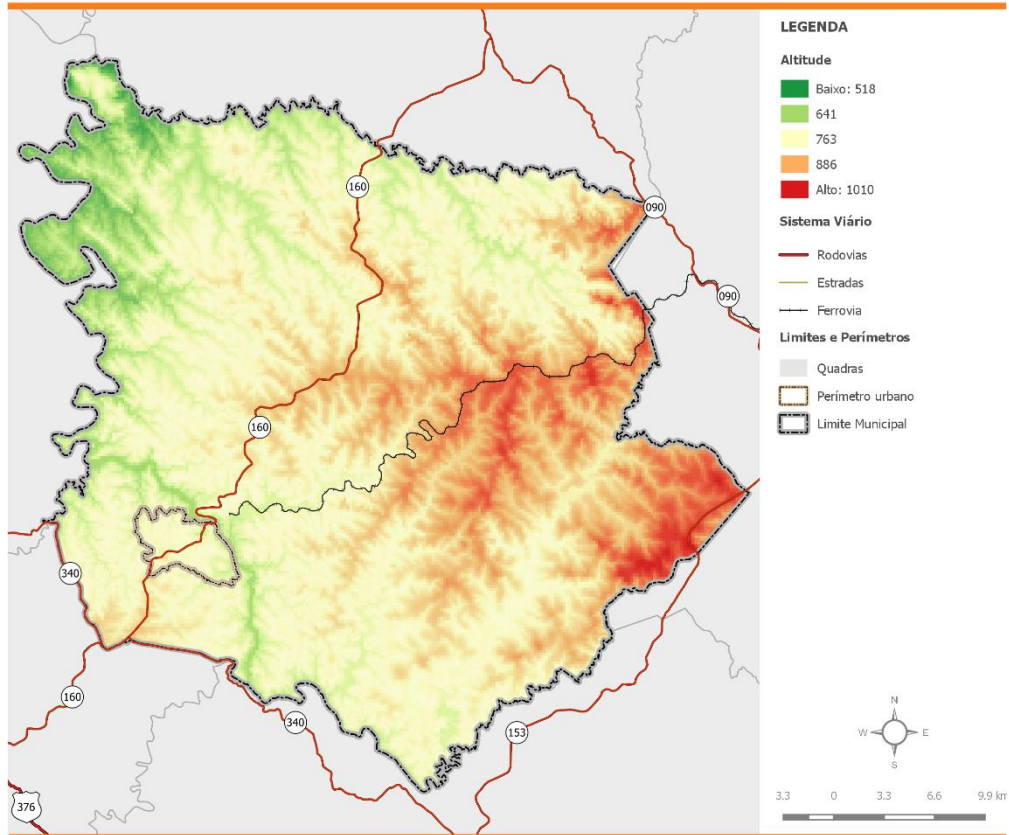 LEGENDA
Altitude
Baixo: 518
641
763
886
Alto: 1010
Sistema Viário
Rodovias
Estradas
Ferrovia
Limites e Perímetros
Quadras
Perímetro urbano
Limite Municipal
160
090
090
160
340
160
340
153
376
N
W E
S
3.3 0 3.3 6.6 9.9 km